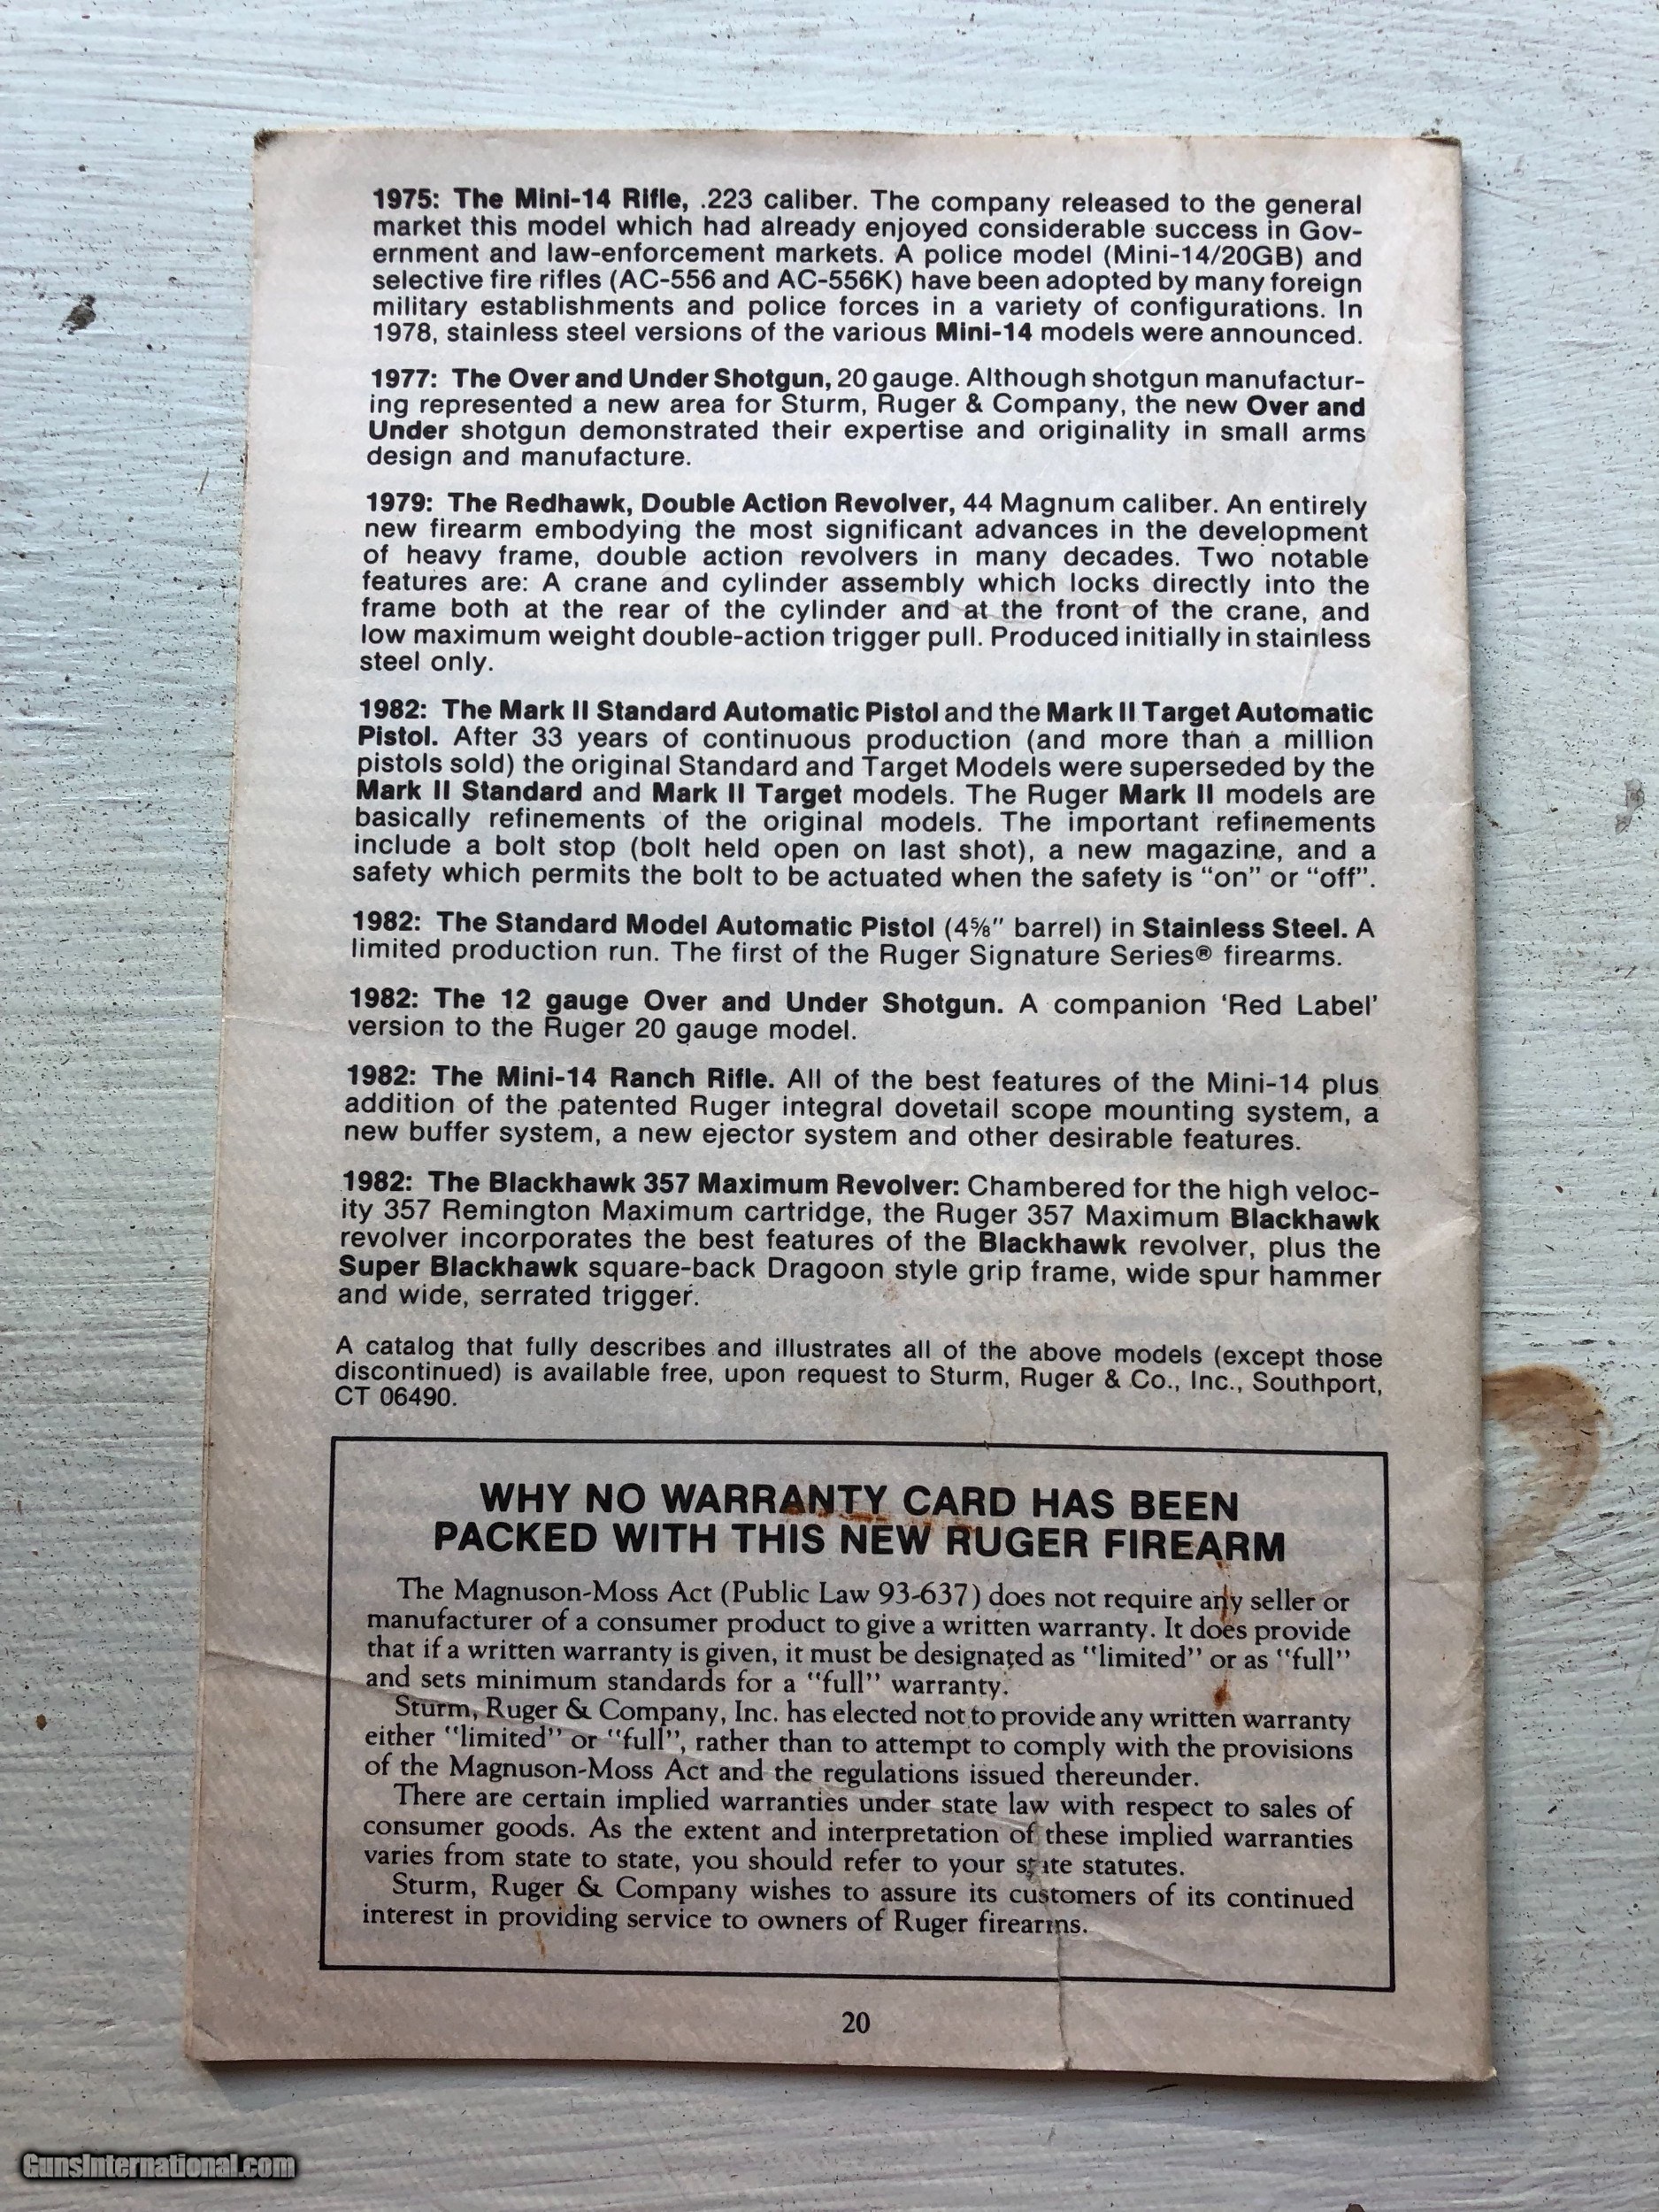 1975: The Mini-14 Rifle, .223 caliber. The company released to the general
market this model which had already enjoyed considerable success in Gov-
ernment and law-enforcement markets. A police model (Mini-14/20GB) and
selective fire rifles (AC-556 and AC-556K) have been adopted by many foreign
military establishments and police forces in a variety of configurations. In
1978, stainless steel versions of the various Mini-14 models were announced.
1977: The Over and Under Shotgun, 20 gauge. Although shotgun manufactur-
ing represented a new area for Sturm, Ruger & Company, the new Over and
Under shotgun demonstrated their expertise and originality in small arms
design and manufacture.
1979: The Redhawk, Double Action Revolver, 44 Magnum caliber. An entirely
new firearm embodying the most significant advances in the development
of heavy frame, double action revolvers in many decades. Two notable
features are: A crane and cylinder assembly which locks directly into the
frame both at the rear of the cylinder and at the front of the crane, and
low maximum weight double-action trigger pull. Produced initially in stainless
steel only.
1982: The Mark II Standard Automatic Pistol and the Mark II Target Automatic
Pistol. After 33 years of continuous production (and more than a million
pistols sold) the original Standard and Target Models were superseded by the
Mark II Standard and Mark II Target models. The Ruger Mark II models are
basically refinements of the original models. The important refinements
include a bolt stop (bolt held open on last shot), a new magazine, and a
safety which permits the bolt to be actuated when the safety is "on" or "off".
1982: The Standard Model Automatic Pistol (4⅝" barrel) in Stainless Steel. A
limited production run. The first of the Ruger Signature Series® firearms.
1982: The 12 gauge Over and Under Shotgun. A companion 'Red Label'
version to the Ruger 20 gauge model.
1982: The Mini-14 Ranch Rifle. All of the best features of the Mini-14 plus
addition of the patented Ruger integral dovetail scope mounting system, a
new buffer system, a new ejector system and other desirable features.
1982: The Blackhawk 357 Maximum Revolver: Chambered for the high veloc-
ity 357 Remington Maximum cartridge, the Ruger 357 Maximum Blackhawk
revolver incorporates the best features of the Blackhawk revolver, plus the
Super Blackhawk square-back Dragoon style grip frame, wide spur hammer
and wide, serrated trigger.
A catalog that fully describes and illustrates all of the above models (except those
discontinued) is available free, upon request to Sturm, Ruger & Co., Inc., Southport,
CT 06490.
WHY NO WARRANTY CARD HAS BEEN
PACKED WITH THIS NEW RUGER FIREARM
The Magnuson-Moss Act (Public Law 93-637) does not require any seller or
manufacturer of a consumer product to give a written warranty. It does provide
that if a written warranty is given, it must be designated as "limited" or as "full"
and sets minimum standards for a "full" warranty.
Sturm, Ruger & Company, Inc. has elected not to provide any written warranty
either "limited" or "full", rather than to attempt to comply with the provisions
of the Magnuson-Moss Act and the regulations issued thereunder.
There are certain implied warranties under state law with respect to sales of
consumer goods. As the extent and interpretation of these implied warranties
varies from state to state, you should refer to your state statutes.
Sturm, Ruger & Company wishes to assure its customers of its continued
interest in providing service to owners of Ruger firearms.
20
GunsInternational.com